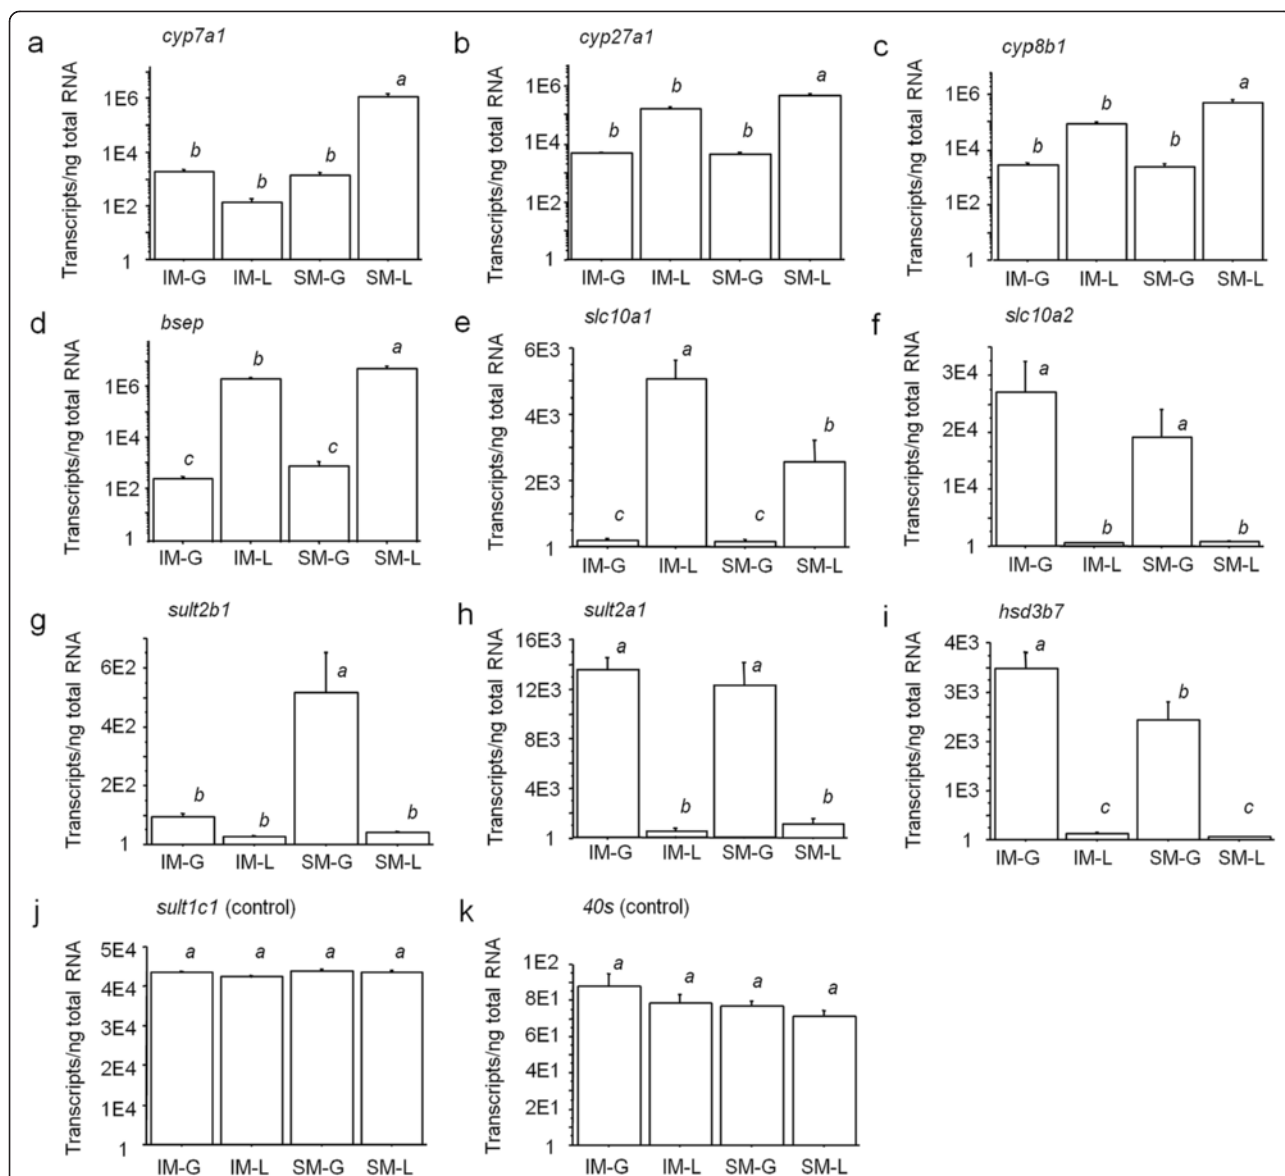 a
cyp7a1
Transcripts/ng total RNA
1E6
1E4
1E2
1
b
b
b
a
IM-G IM-L SM-G SM-L
b
cyp27a1
Transcripts/ng total RNA
1E6
1E4
1E2
1
b
b
b
a
IM-G IM-L SM-G SM-L
c
cyp8b1
Transcripts/ng total RNA
1E6
1E4
1E2
1
b
b
b
a
IM-G IM-L SM-G SM-L
d
bsep
Transcripts/ng total RNA
1E6
1E4
1E2
1
c
b
c
a
IM-G IM-L SM-G SM-L
e
slc10a1
Transcripts/ng total RNA
6E3
4E3
2E3
1
c
a
c
b
IM-G IM-L SM-G SM-L
f
slc10a2
Transcripts/ng total RNA
3E4
2E4
1E4
1
a
b
a
b
IM-G IM-L SM-G SM-L
g
sult2b1
Transcripts/ng total RNA
6E2
4E2
2E2
1
b
b
a
b
IM-G IM-L SM-G SM-L
h
sult2a1
Transcripts/ng total RNA
16E3
12E3
8E3
4E3
1
a
b
a
b
IM-G IM-L SM-G SM-L
i
hsd3b7
Transcripts/ng total RNA
4E3
3E3
2E3
1E3
1
a
c
b
c
IM-G IM-L SM-G SM-L
j
sult1c1 (control)
Transcripts/ng total RNA
5E4
4E4
3E4
2E4
1E4
1
a
a
a
a
IM-G IM-L SM-G SM-L
k
40s (control)
Transcripts/ng total RNA
1E2
8E1
6E1
4E1
2E1
1
a
a
a
a
IM-G IM-L SM-G SM-L